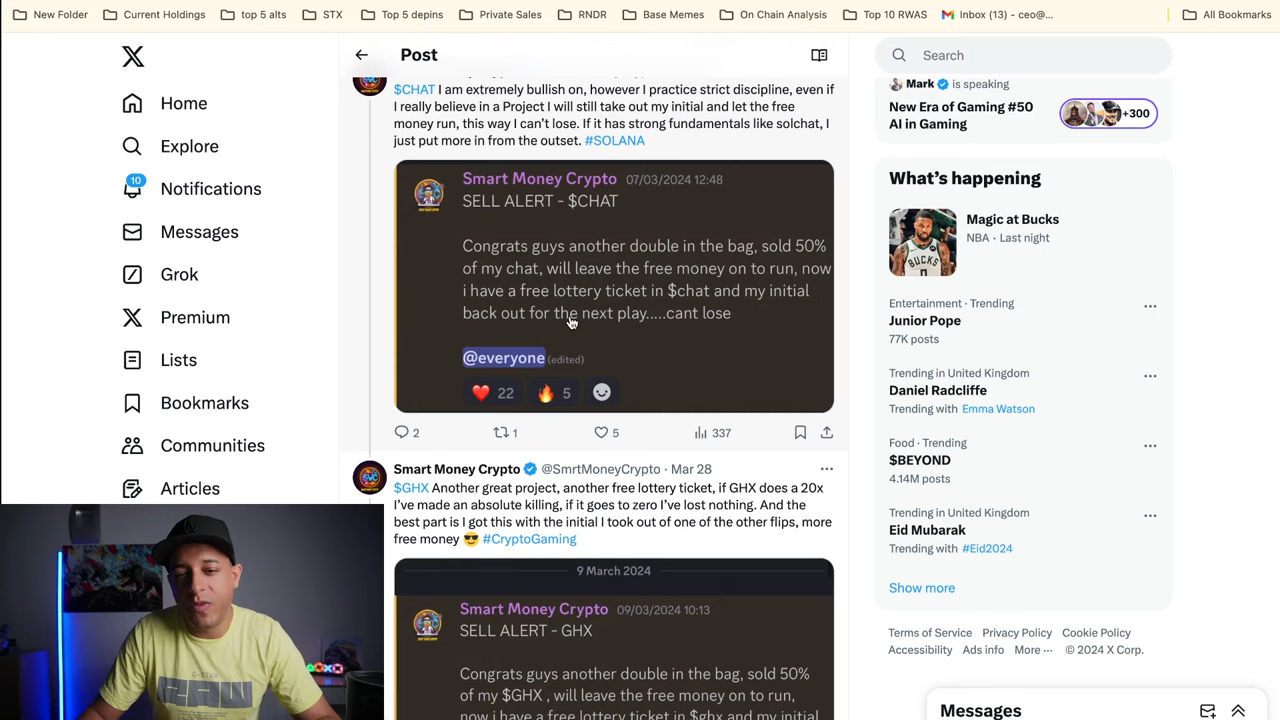 New Folder
Current Holdings
top 5 alts
STX
Top 5 depins
Private Sales
RNDR
Base Memes
On Chain Analysis
Top 10 RWAS
Inbox (13) - ceo@...
All Bookmarks
Home
Explore
10
Notifications
Messages
Grok
Premium
Lists
Bookmarks
Communities
Articles
Post
$CHAT I am extremely bullish on, however I practice strict discipline, even if
I really believe in a Project I will still take out my initial and let the free
money run, this way I can't lose. If it has strong fundamentals like solchat, I
just put more in from the outset. #SOLANA
Smart Money Crypto 07/03/2024 12:48
SELL ALERT - $CHAT
Congrats guys another double in the bag, sold 50%
of my chat, will leave the free money on to run, now
i have a free lottery ticket in $chat and my initial
back out for the next play.....cant lose
@everyone (edited)
22
5
2
1
5
337
Smart Money Crypto @SmrtMoneyCrypto · Mar 28
$GHX Another great project, another free lottery ticket, if GHX does a 20x
I've made an absolute killing, if it goes to zero I've lost nothing. And the
best part is I got this with the initial I took out of one of the other flips, more
free money 😎 #CryptoGaming
9 March 2024
Smart Money Crypto 09/03/2024 10:13
SELL ALERT - GHX
Congrats guys another double in the bag, sold 50%
of my $GHX , will leave the free money on to run,
now i have a free lottery ticket in $ghx and my initial
Search
Mark is speaking
New Era of Gaming #50
AI in Gaming
+300
What's happening
Magic at Bucks
NBA · Last night
BUCKS
Entertainment · Trending
Junior Pope
77K posts
Trending in United Kingdom
Daniel Radcliffe
Trending with Emma Watson
Food · Trending
$BEYOND
4.14M posts
Trending in United Kingdom
Eid Mubarak
Trending with #Eid2024
Show more
Terms of Service Privacy Policy Cookie Policy
Accessibility Ads info More ··· © 2024 X Corp.
Messages
G-STAR
RAW